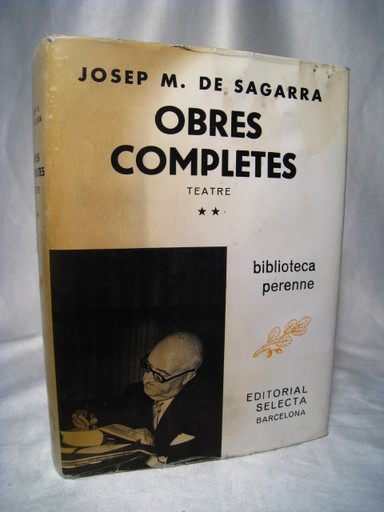 JOSEP M. DE SAGARRA
OBRES
COMPLETES
TEATRE
★★
biblioteca
perenne
EDITORIAL
SELECTA
BARCELONA